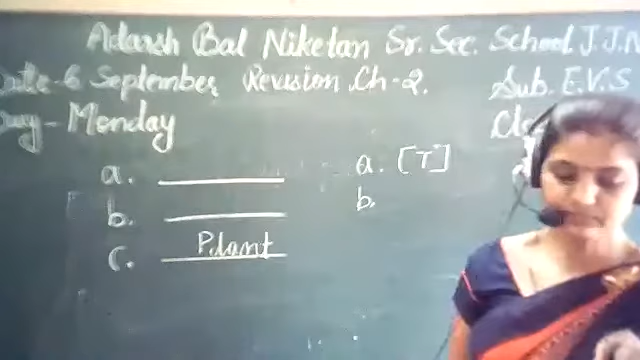 Adarsh Bal Niketan Sr. Sec. School J.J.N
Date-6 September Revision Ch-2. Sub. E.V.S
Day-Monday
a. a. [T]
b. b.
c. Plant